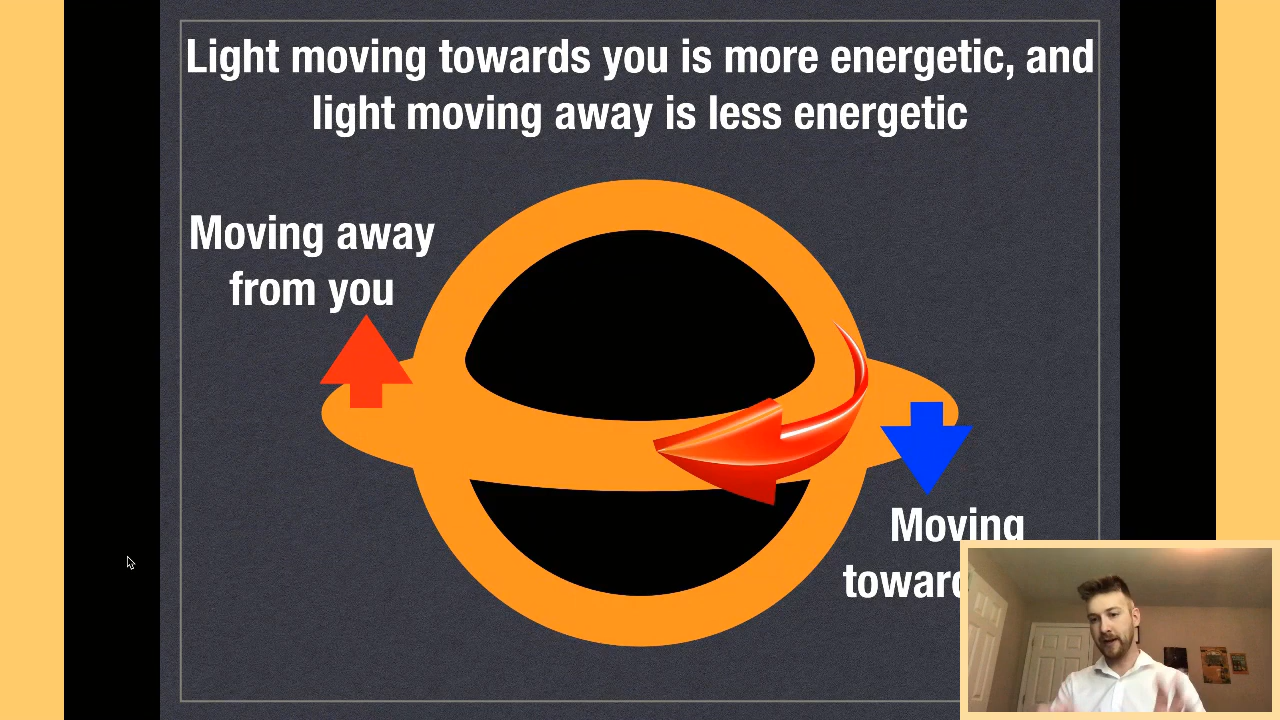 Light moving towards you is more energetic, and
light moving away is less energetic
Moving away
from you
Moving